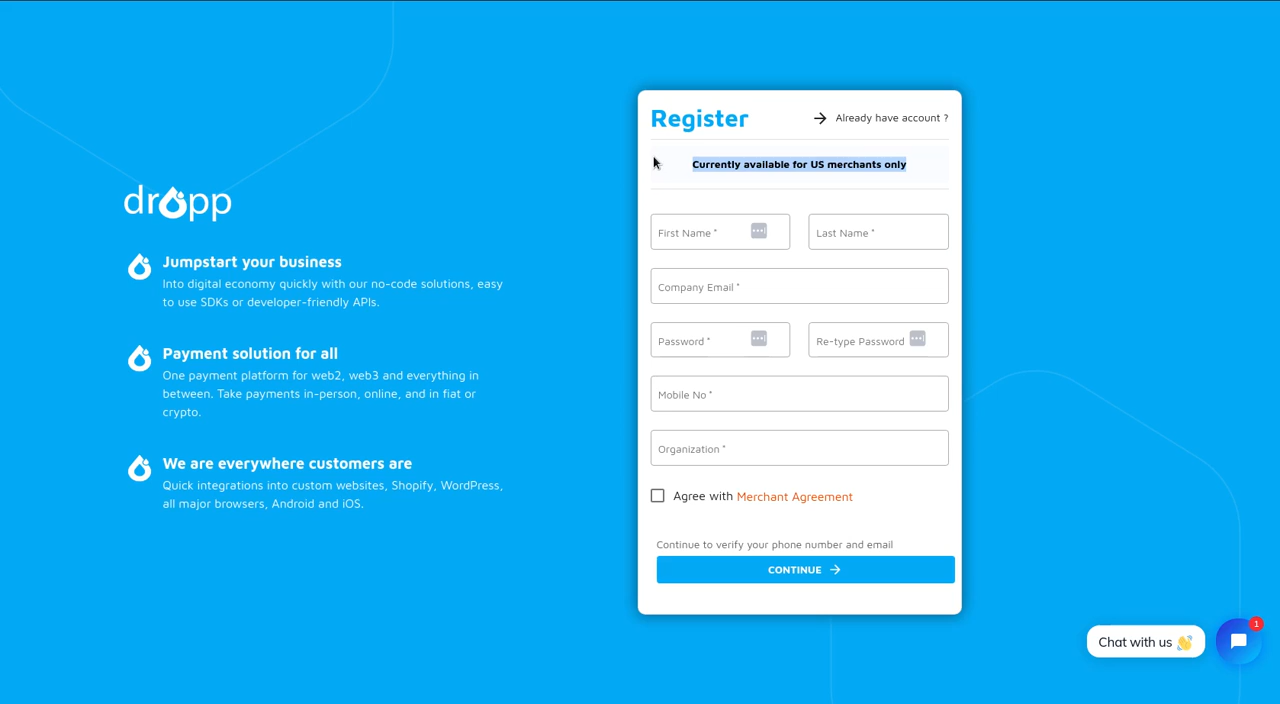 dropp
Jumpstart your business
Into digital economy quickly with our no-code solutions, easy
to use SDKs or developer-friendly APIs.
Payment solution for all
One payment platform for web2, web3 and everything in
between. Take payments in-person, online, and in fiat or
crypto.
We are everywhere customers are
Quick integrations into custom websites, Shopify, WordPress,
all major browsers, Android and iOS.
Register
Already have account ?
Currently available for US merchants only
First Name *
Last Name *
Company Email *
Password *
Re-type Password
Mobile No *
Organization *
Agree with Merchant Agreement
Continue to verify your phone number and email
CONTINUE
Chat with us 👋
1